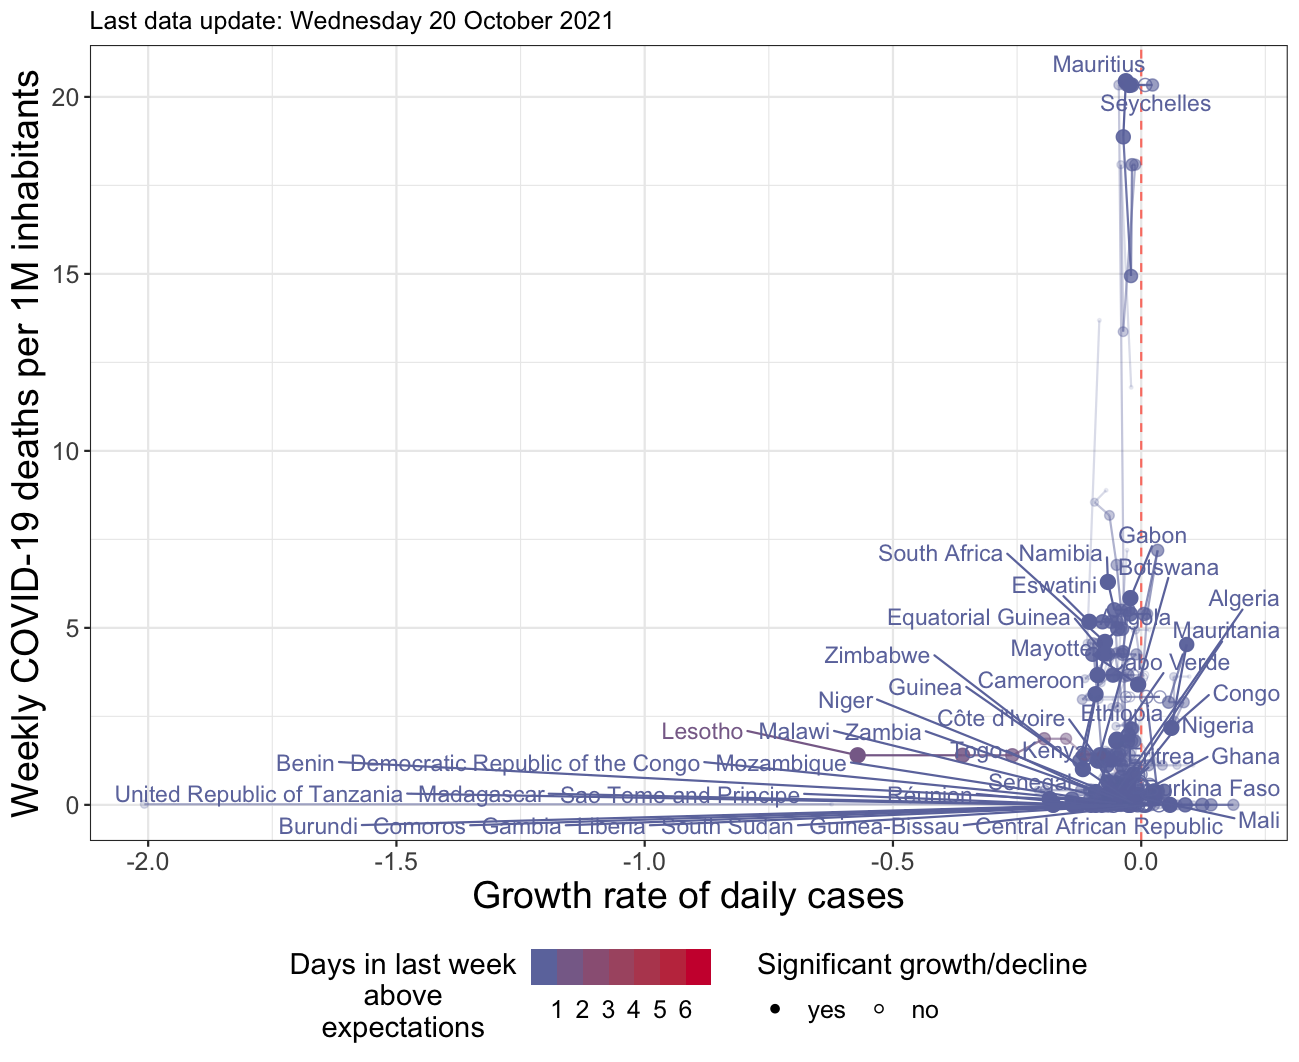 Last data update: Wednesday 20 October 2021
Weekly COVID-19 deaths per 1M inhabitants
20
15
10
5
0
Mauritius
Seychelles
Gabon
South Africa
Namibia
Botswana
Eswatini
Algeria
Equatorial Guinea
Mauritania
Mayotte
Zimbabwe
Cabo Verde
Cameroon
Guinea
Congo
Niger
Côte d'Ivoire
Ethiopia
Nigeria
Lesotho
Malawi
Zambia
Togo
Kenya
Eritrea
Ghana
Benin
Democratic Republic of the Congo
Mozambique
Senegal
Burkina Faso
United Republic of Tanzania
Madagascar
Sao Tome and Principe
Réunion
Mali
Burundi
Comoros
Gambia
Liberia
South Sudan
Guinea-Bissau
Central African Republic
-2.0
-1.5
-1.0
-0.5
0.0
Growth rate of daily cases
Days in last week
above
expectations
1 2 3 4 5 6
Significant growth/decline
yes
no